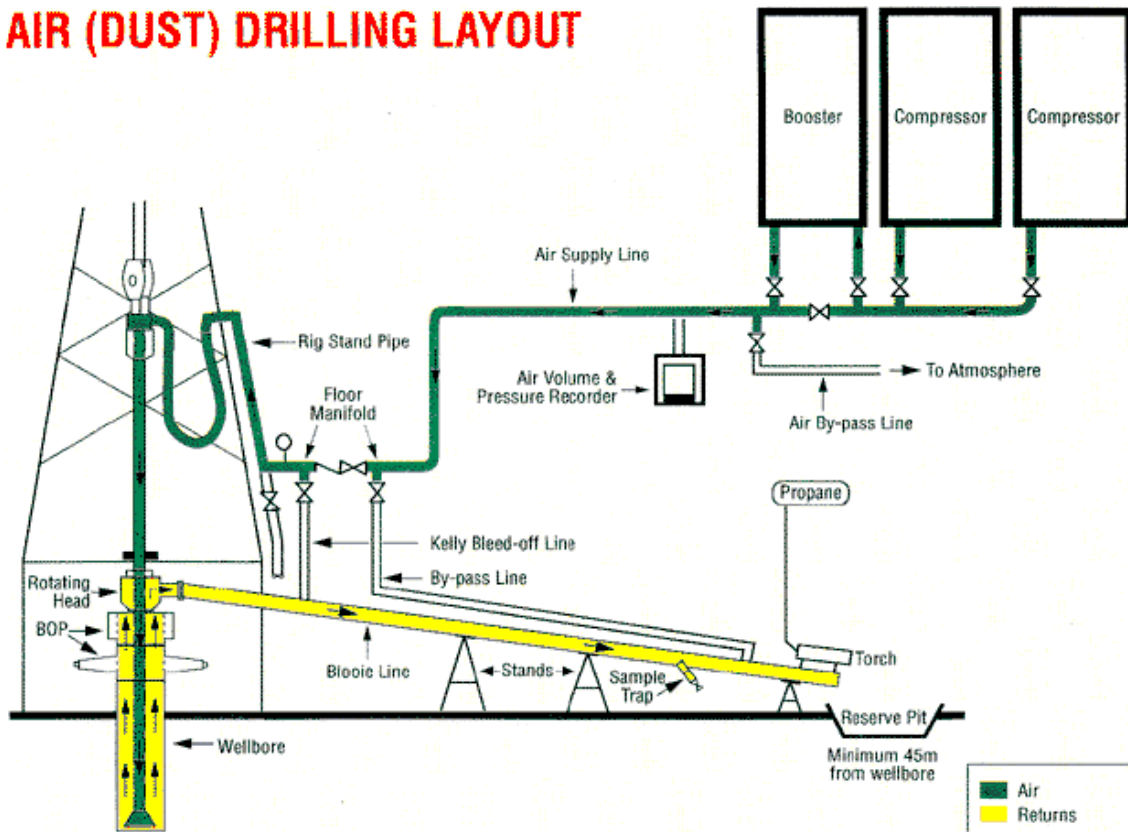 AIR (DUST) DRILLING LAYOUT
Booster
Compressor
Compressor
Air Supply Line
Rig Stand Pipe
Floor
Manifold
Air Volume &
Pressure Recorder
To Atmosphere
Air By-pass Line
Propane
Kelly Bleed-off Line
By-pass Line
Rotating
Head
BOP
Blooie Line
Stands
Sample
Trap
Torch
Reserve Pit
Minimum 45m
from wellbore
Wellbore
Air
Returns